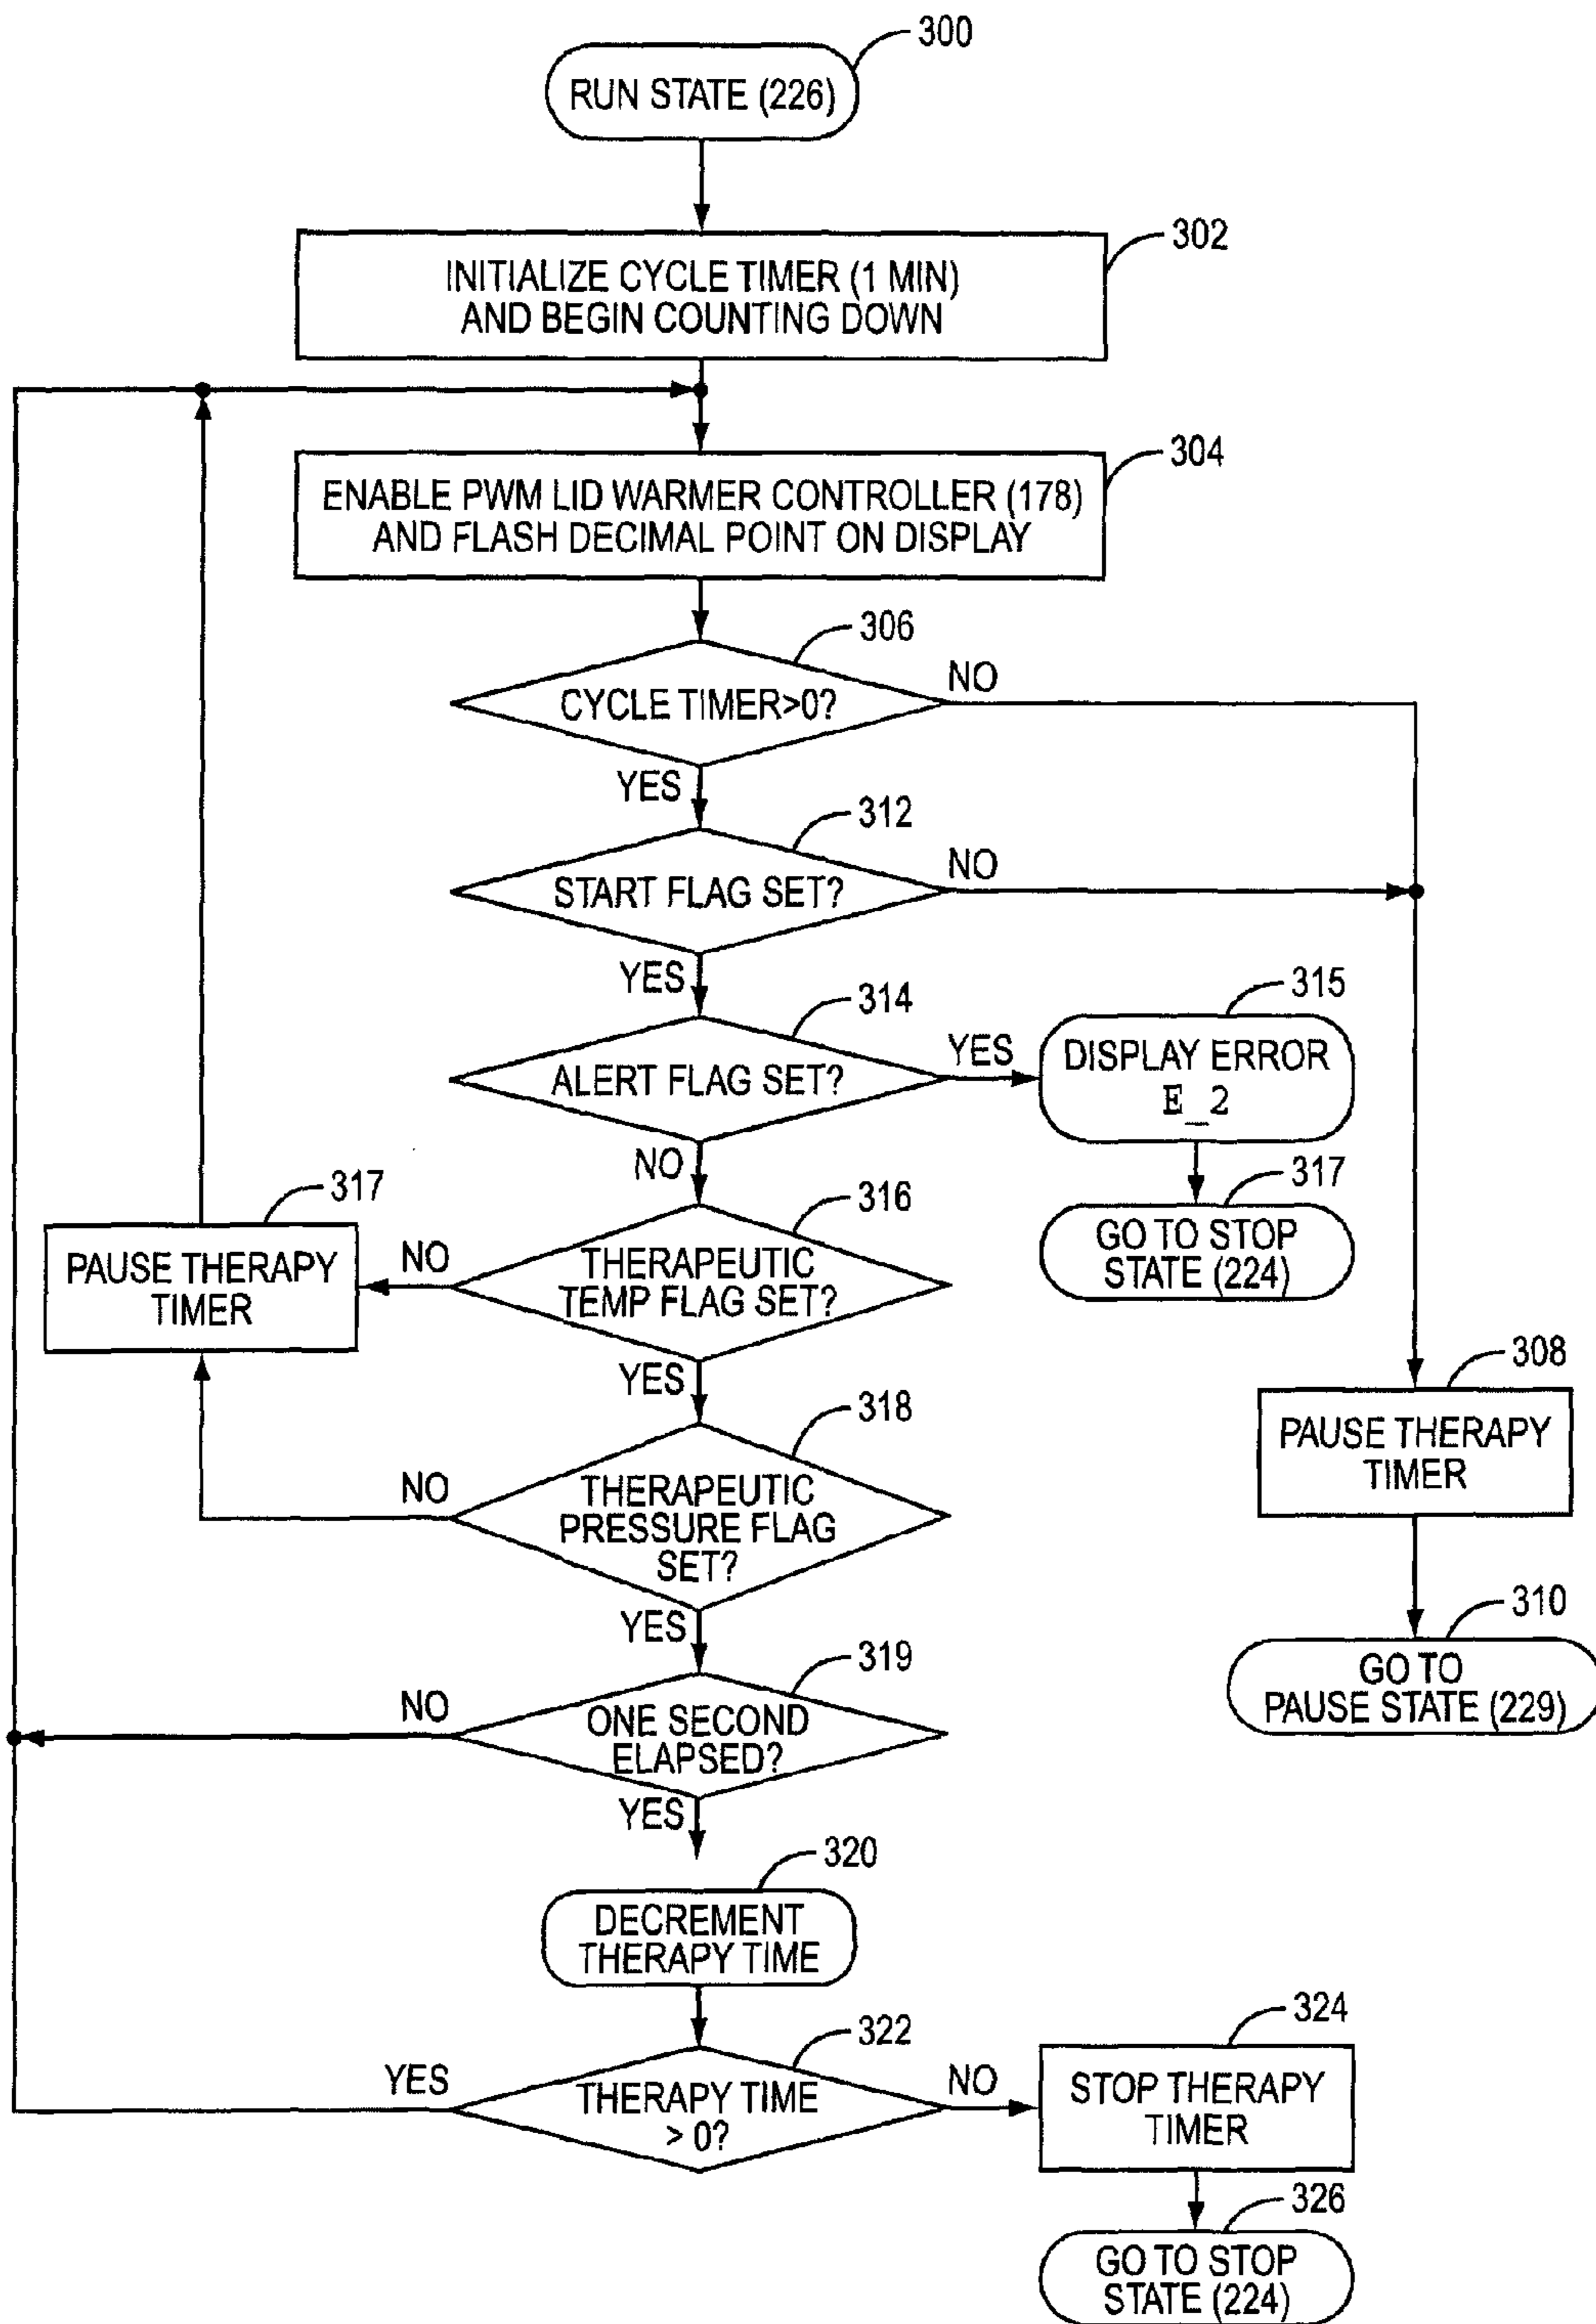 300
RUN STATE (226)
302
INITIALIZE CYCLE TIMER (1 MIN)
AND BEGIN COUNTING DOWN
304
ENABLE PWM LID WARMER CONTROLLER (178)
AND FLASH DECIMAL POINT ON DISPLAY
306
CYCLE TIMER>0?
NO
YES
312
START FLAG SET?
NO
YES
314
ALERT FLAG SET?
YES
315
DISPLAY ERROR
E_2
NO
317
GO TO STOP
STATE (224)
316
THERAPEUTIC
TEMP FLAG SET?
NO
317
PAUSE THERAPY
TIMER
YES
308
PAUSE THERAPY
TIMER
318
THERAPEUTIC
PRESSURE FLAG
SET?
NO
YES
310
GO TO
PAUSE STATE (229)
319
ONE SECOND
ELAPSED?
NO
YES
320
DECREMENT
THERAPY TIME
322
THERAPY TIME
> 0?
YES
NO
324
STOP THERAPY
TIMER
326
GO TO STOP
STATE (224)